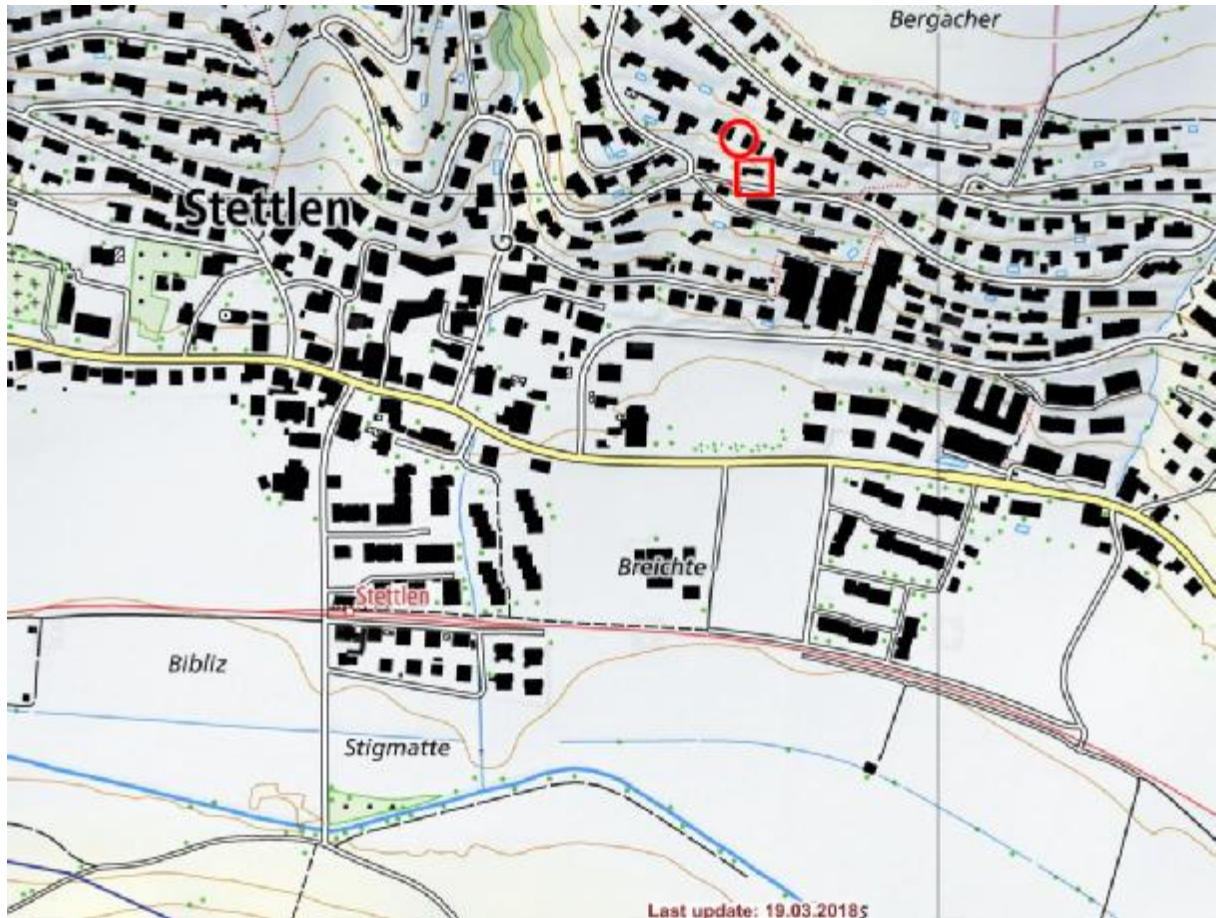 Bergacher
Stettlen
Breichte
Stettlen
Bibliz
Stigmatte
Last update: 19.03.2018